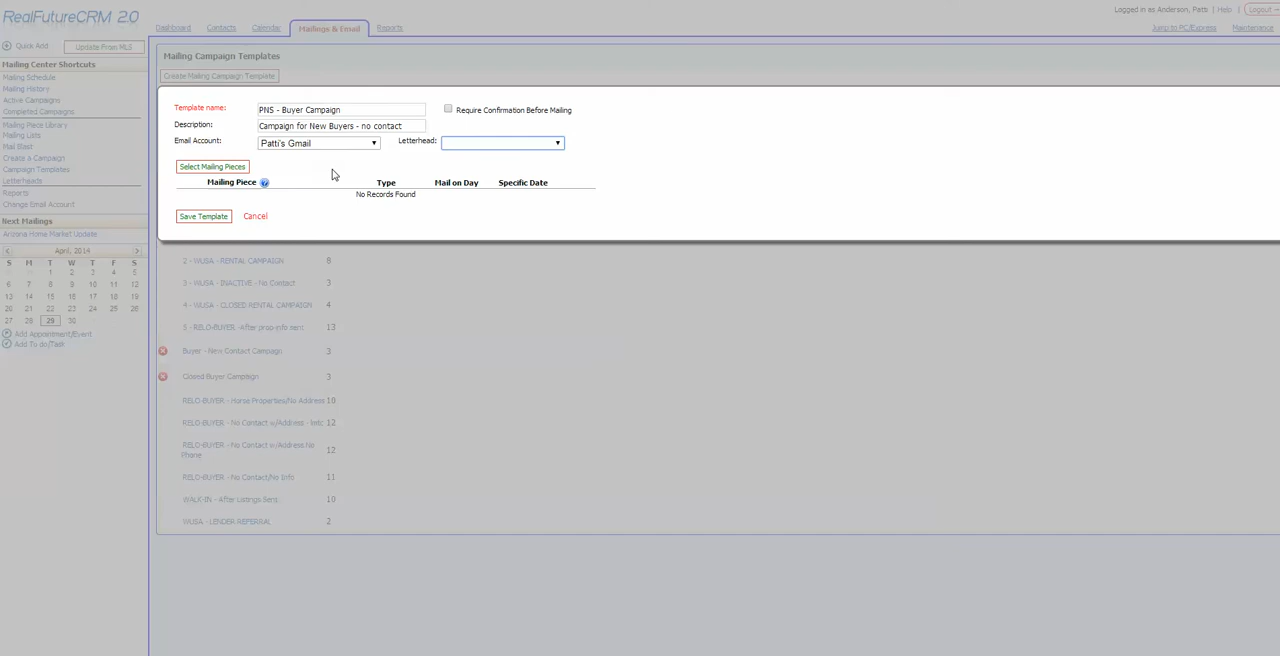 RealFutureCRM 2.0
Logged in as Anderson, Patti | Help | Logout
Dashboard Contacts Calendar Mailings & Email Reports
Jump to PC/Express Maintenance
Quick Add Update From MLS
Mailing Center Shortcuts
Mailing Schedule
Mailing History
Active Campaigns
Completed Campaigns
Mailing Piece Library
Mailing Lists
Mail Blast
Create a Campaign
Campaign Templates
Letterheads
Reports
Change Email Account
Next Mailings
Arizona Home Market Update
< April, 2014 >
S M T W T F S
1 2 3 4 5
6 7 8 9 10 11 12
13 14 15 16 17 18 19
20 21 22 23 24 25 26
27 28 29 30
Add Appointment/Event
Add To do/Task
Mailing Campaign Templates
Create Mailing Campaign Template
Template name: PNS - Buyer Campaign Require Confirmation Before Mailing
Description: Campaign for New Buyers - no contact
Email Account: Patti's Gmail Letterhead:
Select Mailing Pieces
Mailing Piece ? Type Mail on Day Specific Date
No Records Found
Save Template Cancel
2 - WUSA - RENTAL CAMPAIGN 8
3 - WUSA - INACTIVE - No Contact 3
4 - WUSA - CLOSED RENTAL CAMPAIGN 4
5 - RELO-BUYER -After prop-info sent 13
Buyer - New Contact Campaign 3
Closed Buyer Campaign 3
RELO-BUYER - Horse Properties/No Address 10
RELO-BUYER - No Contact w/Address - 12
RELO-BUYER - No Contact w/Address No
Phone 12
RELO-BUYER - No Contact/No Info 11
WALK-IN - After Listings Sent 10
WUSA - LENDER REFERRAL 2